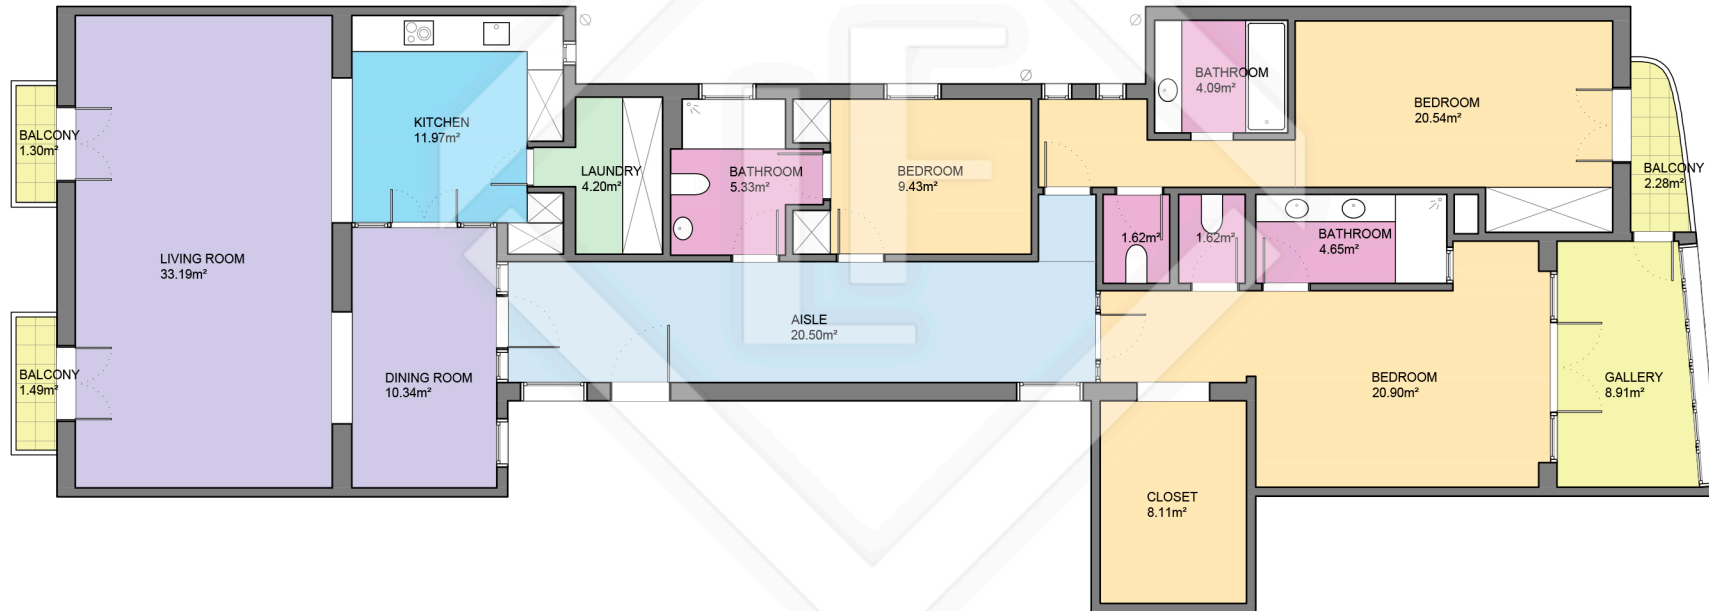 BALCONY
1.30m²
BALCONY
1.49m²
LIVING ROOM
33.19m²
KITCHEN
11.97m²
DINING ROOM
10.34m²
LAUNDRY
4.20m²
BATHROOM
5.33m²
BEDROOM
9.43m²
AISLE
20.50m²
BATHROOM
4.09m²
BEDROOM
20.54m²
BALCONY
2.28m²
1.62m²
1.62m²
BATHROOM
4.65m²
BEDROOM
20.90m²
GALLERY
8.91m²
CLOSET
8.11m²